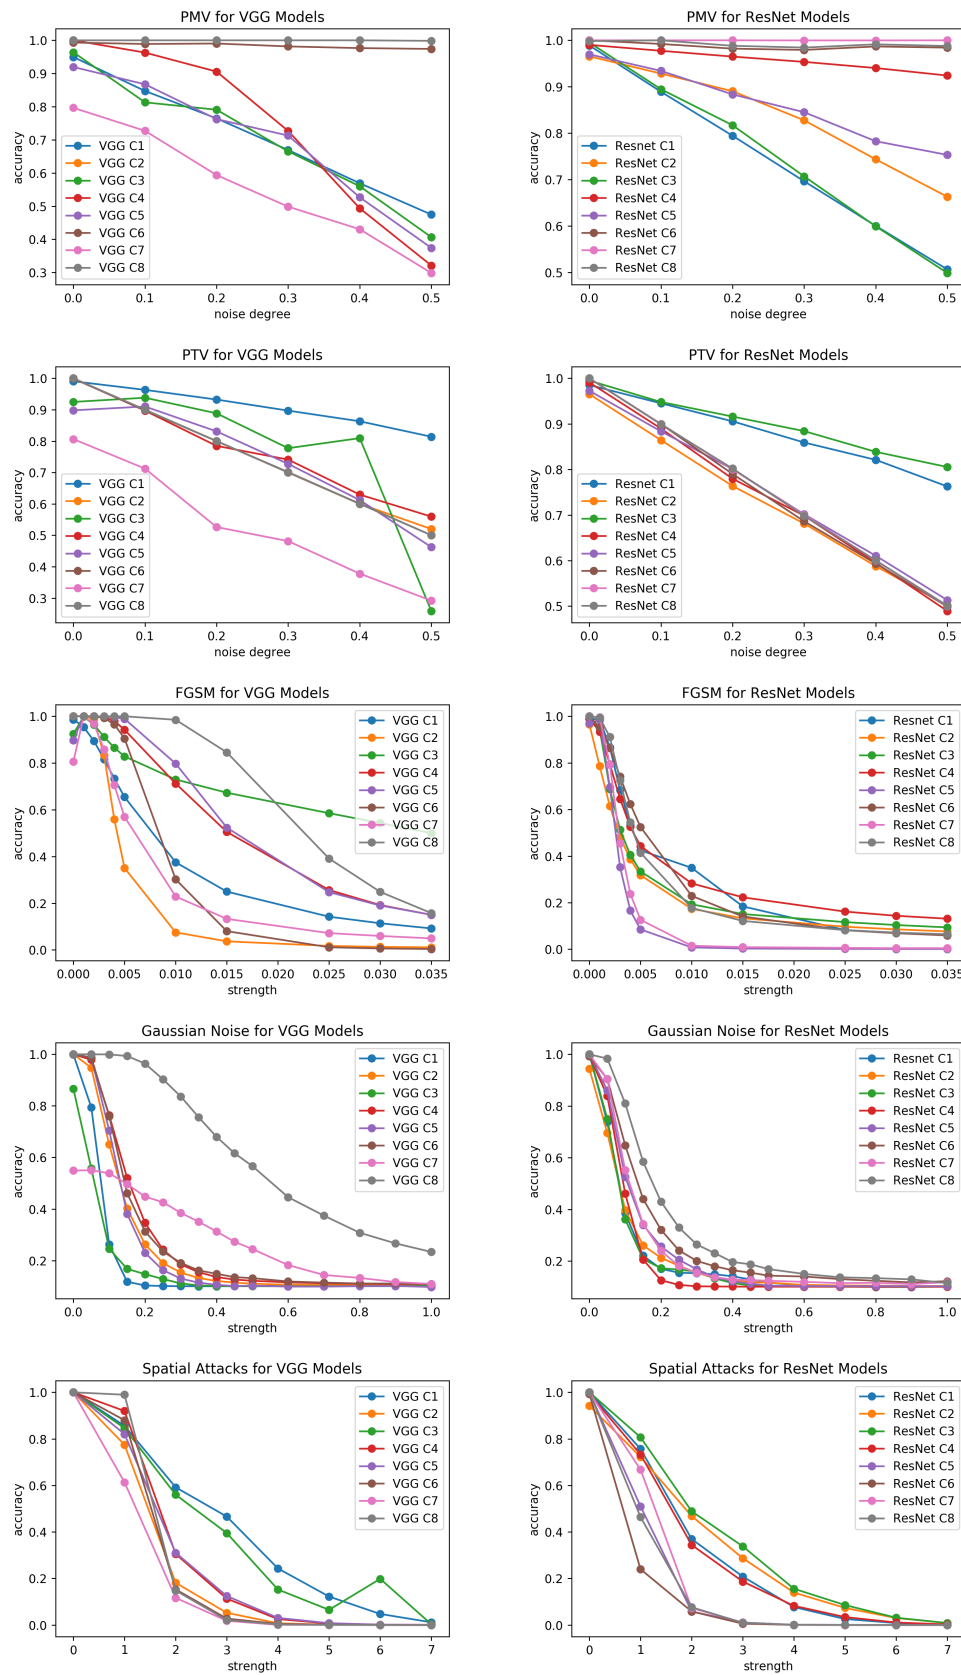 PMV for VGG Models
1.0
0.9
0.8
0.7
0.6
0.5
0.4
0.3
accuracy
VGG C1
VGG C2
VGG C3
VGG C4
VGG C5
VGG C6
VGG C7
VGG C8
0.0 0.1 0.2 0.3 0.4 0.5
noise degree
PMV for ResNet Models
1.0
0.9
0.8
0.7
0.6
0.5
accuracy
Resnet C1
ResNet C2
ResNet C3
ResNet C4
ResNet C5
ResNet C6
ResNet C7
ResNet C8
0.0 0.1 0.2 0.3 0.4 0.5
noise degree
PTV for VGG Models
1.0
0.9
0.8
0.7
0.6
0.5
0.4
0.3
accuracy
VGG C1
VGG C2
VGG C3
VGG C4
VGG C5
VGG C6
VGG C7
VGG C8
0.0 0.1 0.2 0.3 0.4 0.5
noise degree
PTV for ResNet Models
1.0
0.9
0.8
0.7
0.6
0.5
accuracy
Resnet C1
ResNet C2
ResNet C3
ResNet C4
ResNet C5
ResNet C6
ResNet C7
ResNet C8
0.0 0.1 0.2 0.3 0.4 0.5
noise degree
FGSM for VGG Models
1.0
0.8
0.6
0.4
0.2
0.0
accuracy
VGG C1
VGG C2
VGG C3
VGG C4
VGG C5
VGG C6
VGG C7
VGG C8
0.000 0.005 0.010 0.015 0.020 0.025 0.030 0.035
strength
FGSM for ResNet Models
1.0
0.8
0.6
0.4
0.2
0.0
accuracy
Resnet C1
ResNet C2
ResNet C3
ResNet C4
ResNet C5
ResNet C6
ResNet C7
ResNet C8
0.000 0.005 0.010 0.015 0.020 0.025 0.030 0.035
strength
Gaussian Noise for VGG Models
1.0
0.8
0.6
0.4
0.2
accuracy
VGG C1
VGG C2
VGG C3
VGG C4
VGG C5
VGG C6
VGG C7
VGG C8
0.0 0.2 0.4 0.6 0.8 1.0
strength
Gaussian Noise for ResNet Models
1.0
0.8
0.6
0.4
0.2
accuracy
Resnet C1
ResNet C2
ResNet C3
ResNet C4
ResNet C5
ResNet C6
ResNet C7
ResNet C8
0.0 0.2 0.4 0.6 0.8 1.0
strength
Spatial Attacks for VGG Models
1.0
0.8
0.6
0.4
0.2
0.0
accuracy
VGG C1
VGG C2
VGG C3
VGG C4
VGG C5
VGG C6
VGG C7
VGG C8
0 1 2 3 4 5 6 7
strength
Spatial Attacks for ResNet Models
1.0
0.8
0.6
0.4
0.2
0.0
accuracy
ResNet C1
ResNet C2
ResNet C3
ResNet C4
ResNet C5
ResNet C6
ResNet C7
ResNet C8
0 1 2 3 4 5 6 7
strength